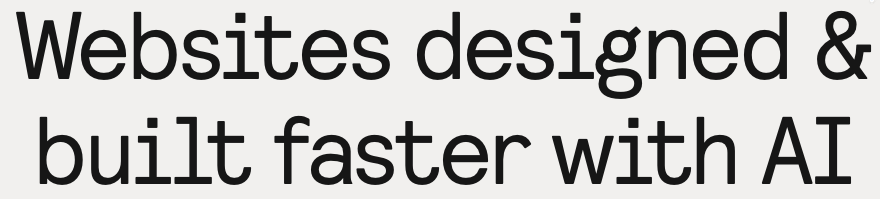 Websites designed &
built faster with AI